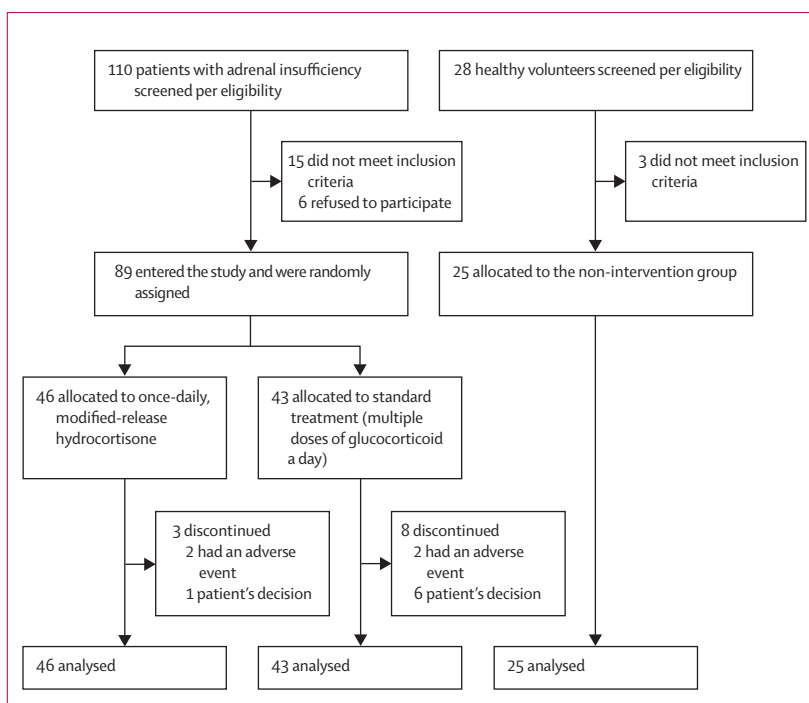 110 patients with adrenal insufficiency
screened per eligibility
28 healthy volunteers screened per eligibility
15 did not meet inclusion
criteria
6 refused to participate
3 did not meet inclusion
criteria
89 entered the study and were randomly
assigned
25 allocated to the non-intervention group
46 allocated to once-daily,
modified-release
hydrocortisone
43 allocated to standard
treatment (multiple
doses of glucocorticoid
a day)
3 discontinued
2 had an adverse
event
1 patient's decision
8 discontinued
2 had an adverse
event
6 patient's decision
46 analysed
43 analysed
25 analysed